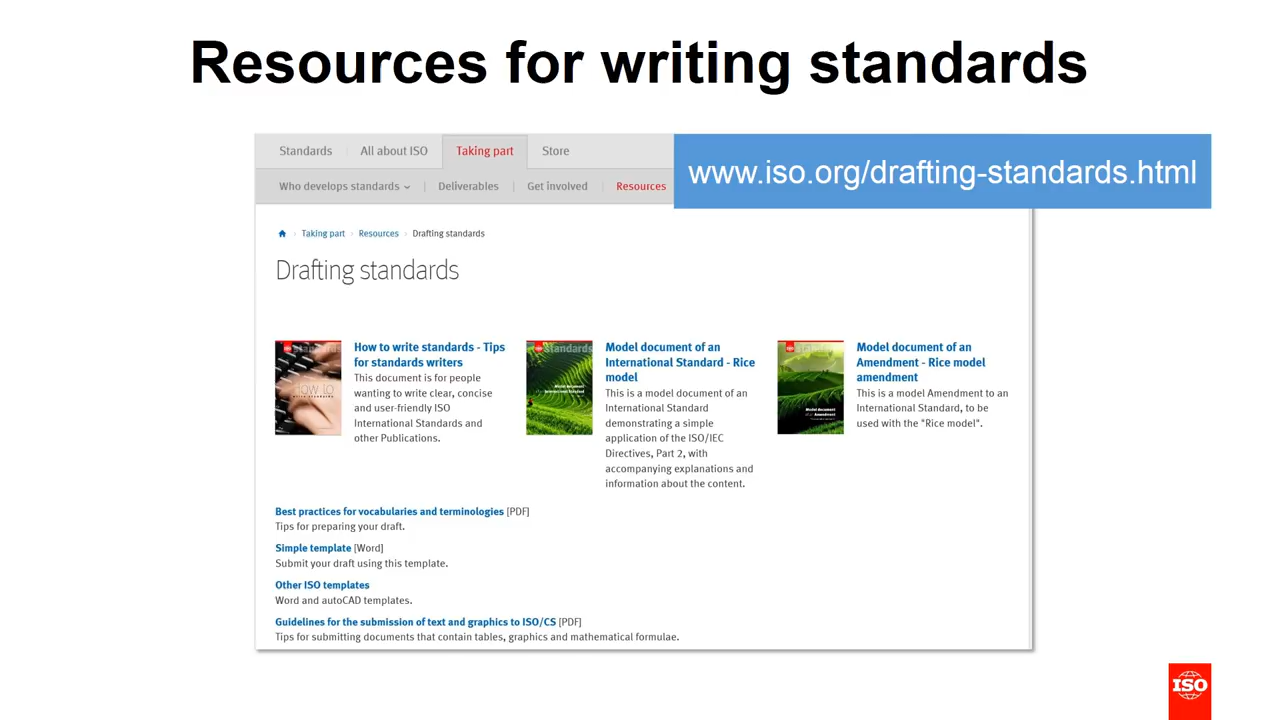 Resources for writing standards
Standards
All about ISO
Taking part
Store
www.iso.org/drafting-standards.html
Who develops standards
Deliverables
Get involved
Resources
Taking part
Resources
Drafting standards
Drafting standards
How to write standards - Tips
for standards writers
This document is for people
wanting to write clear, concise
and user-friendly ISO
International Standards and
other Publications.
Model document of an
International Standard - Rice
model
This is a model document of an
International Standard
demonstrating a simple
application of the ISO/IEC
Directives, Part 2, with
accompanying explanations and
information about the content.
Model document of an
Amendment - Rice model
amendment
This is a model Amendment to an
International Standard, to be
used with the "Rice model".
Best practices for vocabularies and terminologies [PDF]
Tips for preparing your draft.
Simple template [Word]
Submit your draft using this template.
Other ISO templates
Word and autoCAD templates.
Guidelines for the submission of text and graphics to ISO/CS [PDF]
Tips for submitting documents that contain tables, graphics and mathematical formulae.
ISO